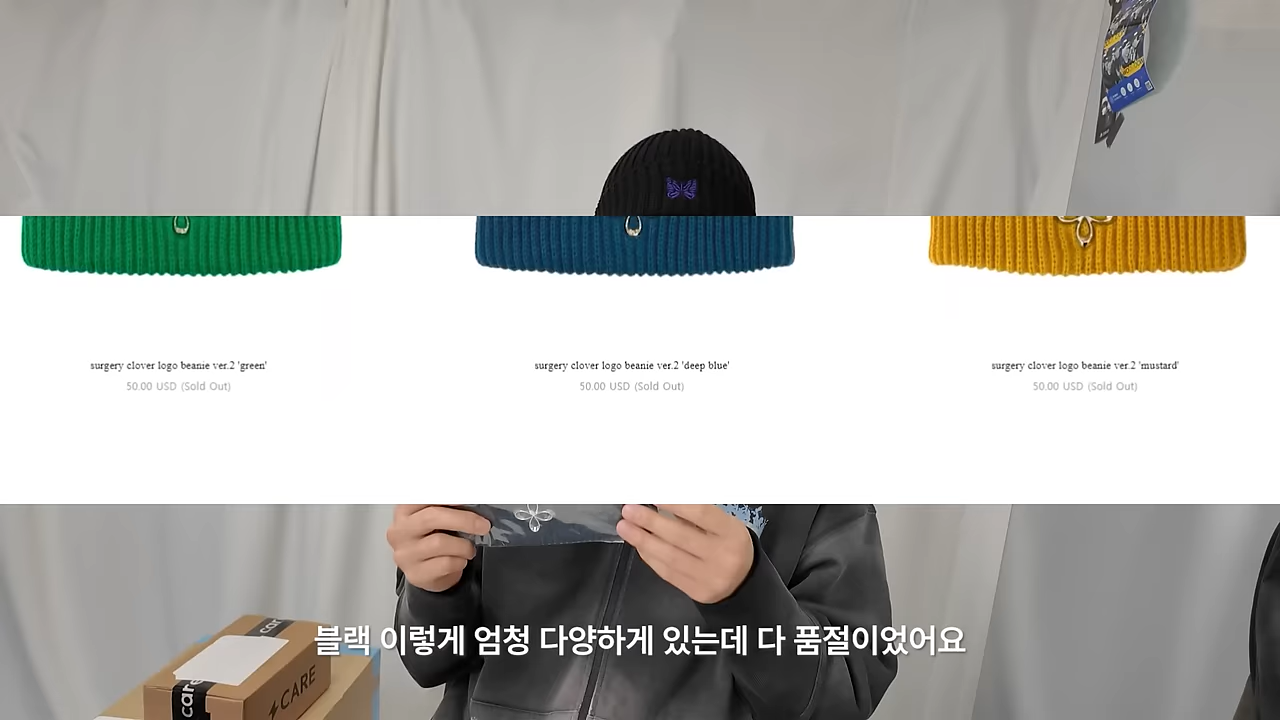 surgery clover logo beanie ver.2 'green'
50.00 USD (Sold Out)
surgery clover logo beanie ver.2 'deep blue'
50.00 USD (Sold Out)
surgery clover logo beanie ver.2 'mustard'
50.00 USD (Sold Out)
car
care
CARE
블랙 이렇게 엄청 다양하게 있는데 다 품절이었어요